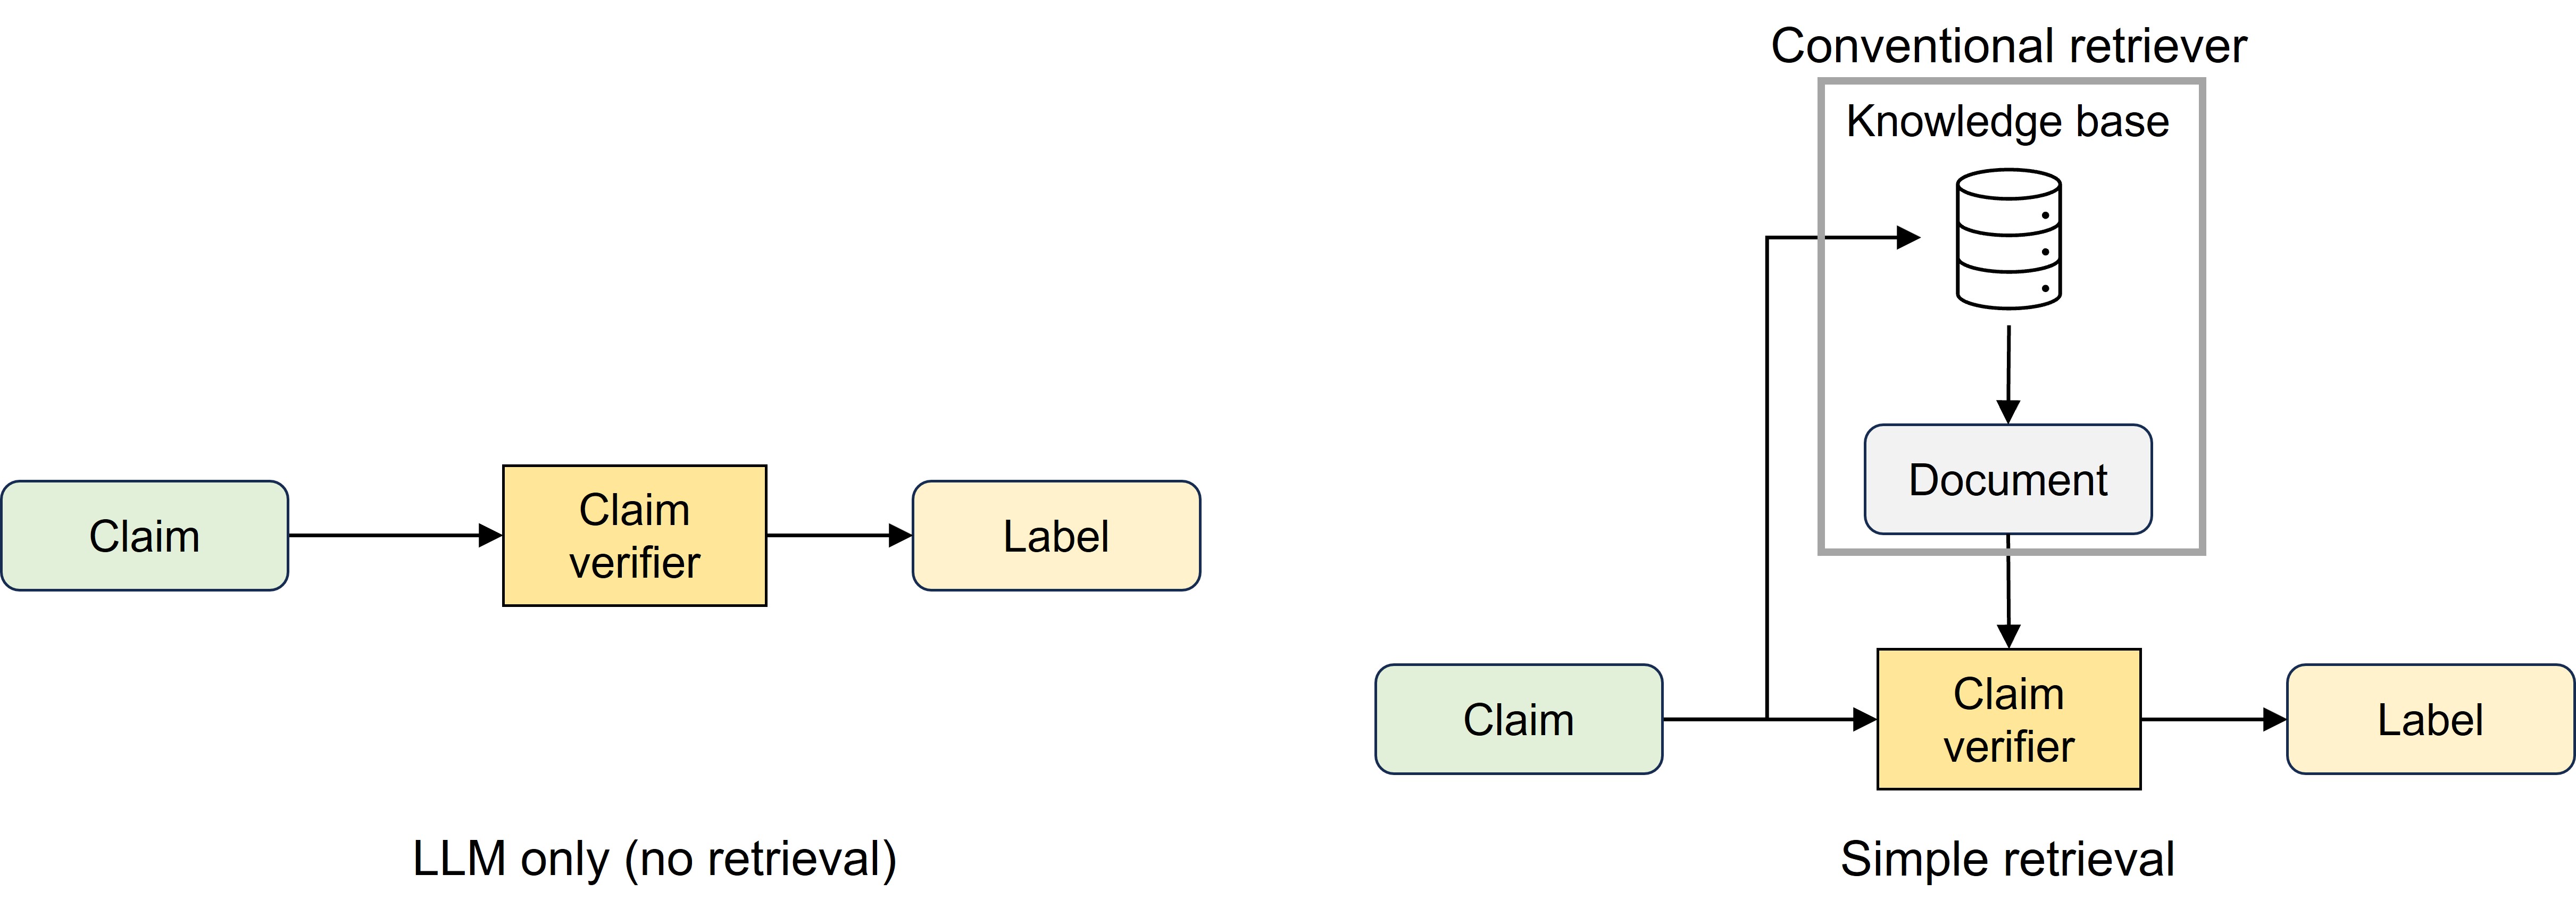 Claim
Claim
verifier
Label
LLM only (no retrieval)
Conventional retriever
Knowledge base
Document
Claim
Claim
verifier
Label
Simple retrieval